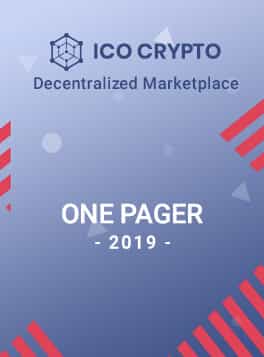 ICO CRYPTO
Decentralized Marketplace
ONE PAGER
- 2019 -